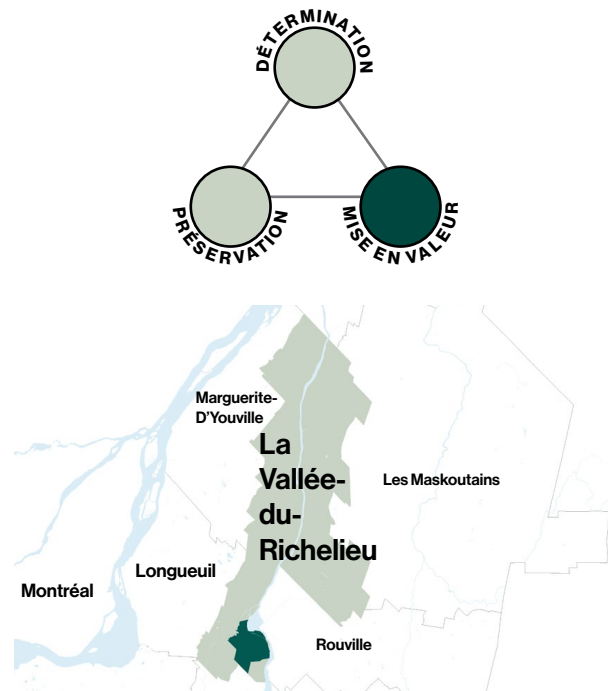 DÉTERMINATION
PRÉSERVATION
MISE EN VALEUR
Marguerite-
D'Youville
La
Vallée-
du-
Richelieu
Les Maskoutains
Longueuil
Montréal
Rouville